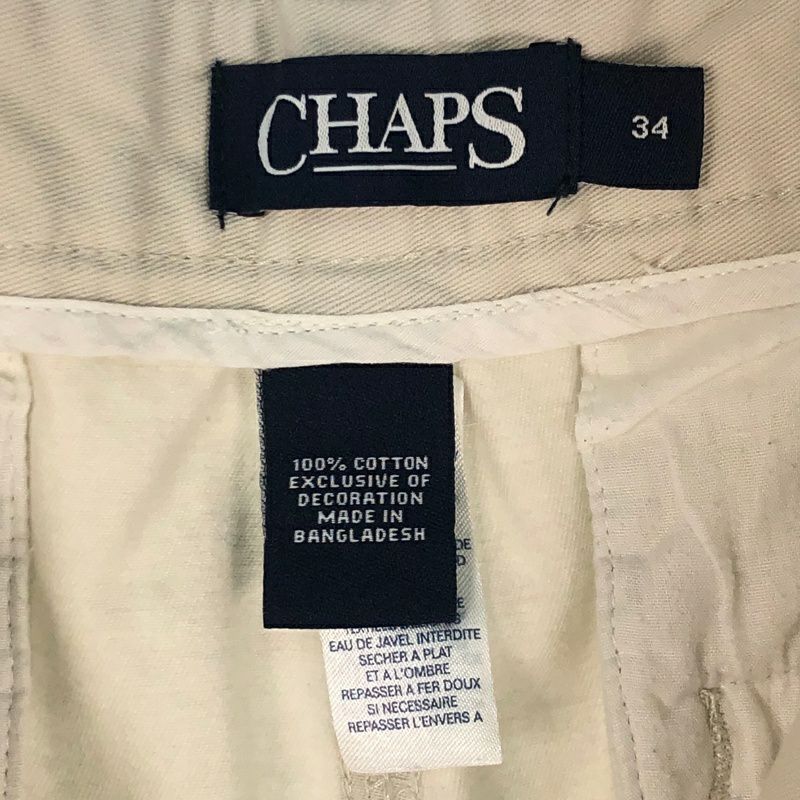 CHAPS
34
100% COTTON
EXCLUSIVE OF
DECORATION
MADE IN
BANGLADESH
DE
EAU DE JAVEL INTERDITE
SECHER A PLAT
ET A L'OMBRE
REPASSER A FER DOUX
SI NECESSAIRE
REPASSER L'ENVERS A